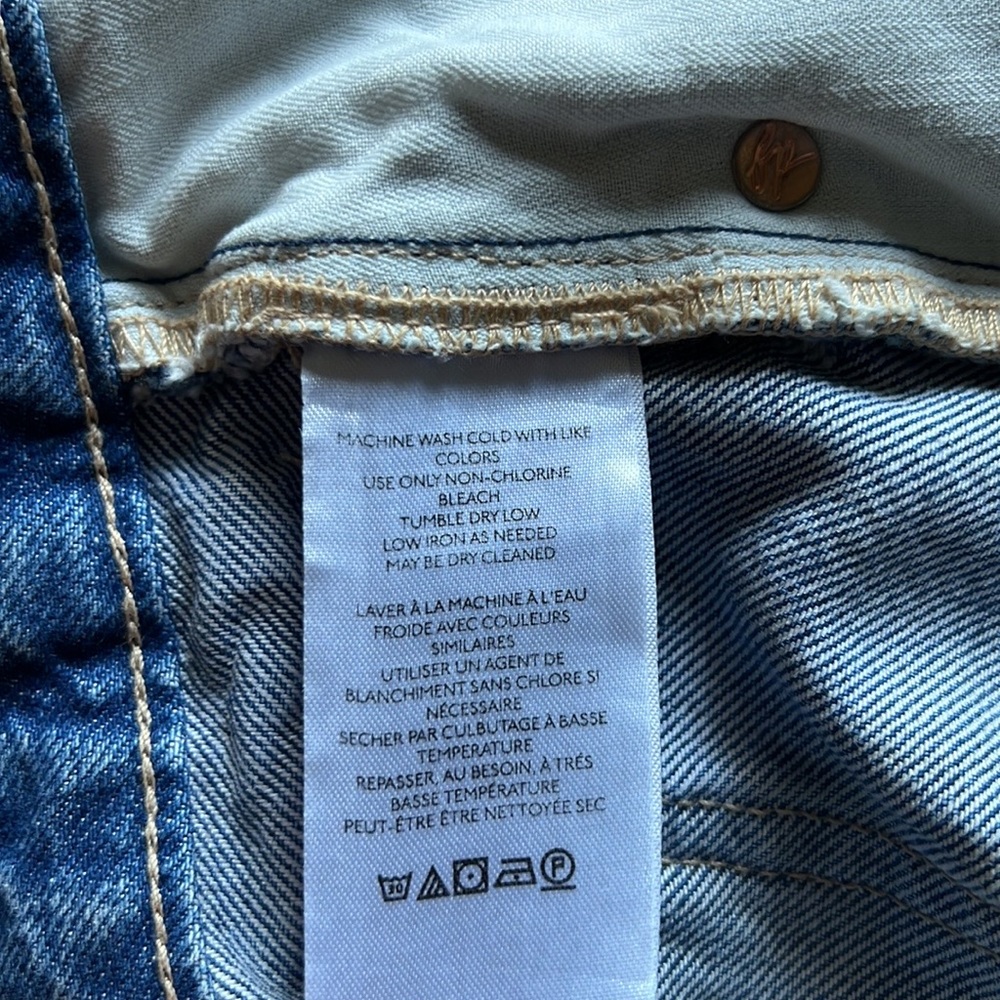 MACHINE WASH COLD WITH LIKE
COLORS
USE ONLY NON-CHLORINE
BLEACH
TUMBLE DRY LOW
LOW IRON AS NEEDED
MAY BE DRY CLEANED
LAVER À LA MACHINE À L'EAU
FROIDE AVEC COULEURS
SIMILAIRES
UTILISER UN AGENT DE
BLANCHIMENT SANS CHLORE SI
NÉCESSAIRE
SECHER PAR CULBUTAGE À BASSE
TEMPERATURE
REPASSER, AU BESOIN, À TRÉS
BASSE TEMPÉRATURE
PEUT-ÊTRE ÊTRE NETTOYÉE SEC
30 P